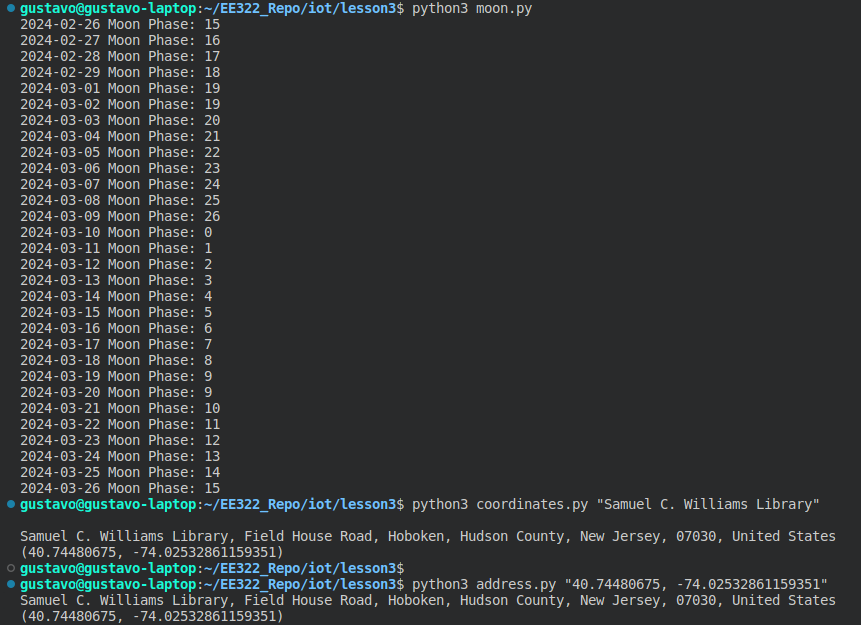 gustavo@gustavo-laptop:~/EE322_Repo/iot/lesson3$ python3 moon.py
2024-02-26 Moon Phase: 15
2024-02-27 Moon Phase: 16
2024-02-28 Moon Phase: 17
2024-02-29 Moon Phase: 18
2024-03-01 Moon Phase: 19
2024-03-02 Moon Phase: 19
2024-03-03 Moon Phase: 20
2024-03-04 Moon Phase: 21
2024-03-05 Moon Phase: 22
2024-03-06 Moon Phase: 23
2024-03-07 Moon Phase: 24
2024-03-08 Moon Phase: 25
2024-03-09 Moon Phase: 26
2024-03-10 Moon Phase: 0
2024-03-11 Moon Phase: 1
2024-03-12 Moon Phase: 2
2024-03-13 Moon Phase: 3
2024-03-14 Moon Phase: 4
2024-03-15 Moon Phase: 5
2024-03-16 Moon Phase: 6
2024-03-17 Moon Phase: 7
2024-03-18 Moon Phase: 8
2024-03-19 Moon Phase: 9
2024-03-20 Moon Phase: 9
2024-03-21 Moon Phase: 10
2024-03-22 Moon Phase: 11
2024-03-23 Moon Phase: 12
2024-03-24 Moon Phase: 13
2024-03-25 Moon Phase: 14
2024-03-26 Moon Phase: 15
gustavo@gustavo-laptop:~/EE322_Repo/iot/lesson3$ python3 coordinates.py "Samuel C. Williams Library"
Samuel C. Williams Library, Field House Road, Hoboken, Hudson County, New Jersey, 07030, United States
(40.74480675, -74.02532861159351)
gustavo@gustavo-laptop:~/EE322_Repo/iot/lesson3$
gustavo@gustavo-laptop:~/EE322_Repo/iot/lesson3$ python3 address.py "40.74480675, -74.02532861159351"
Samuel C. Williams Library, Field House Road, Hoboken, Hudson County, New Jersey, 07030, United States
(40.74480675, -74.02532861159351)